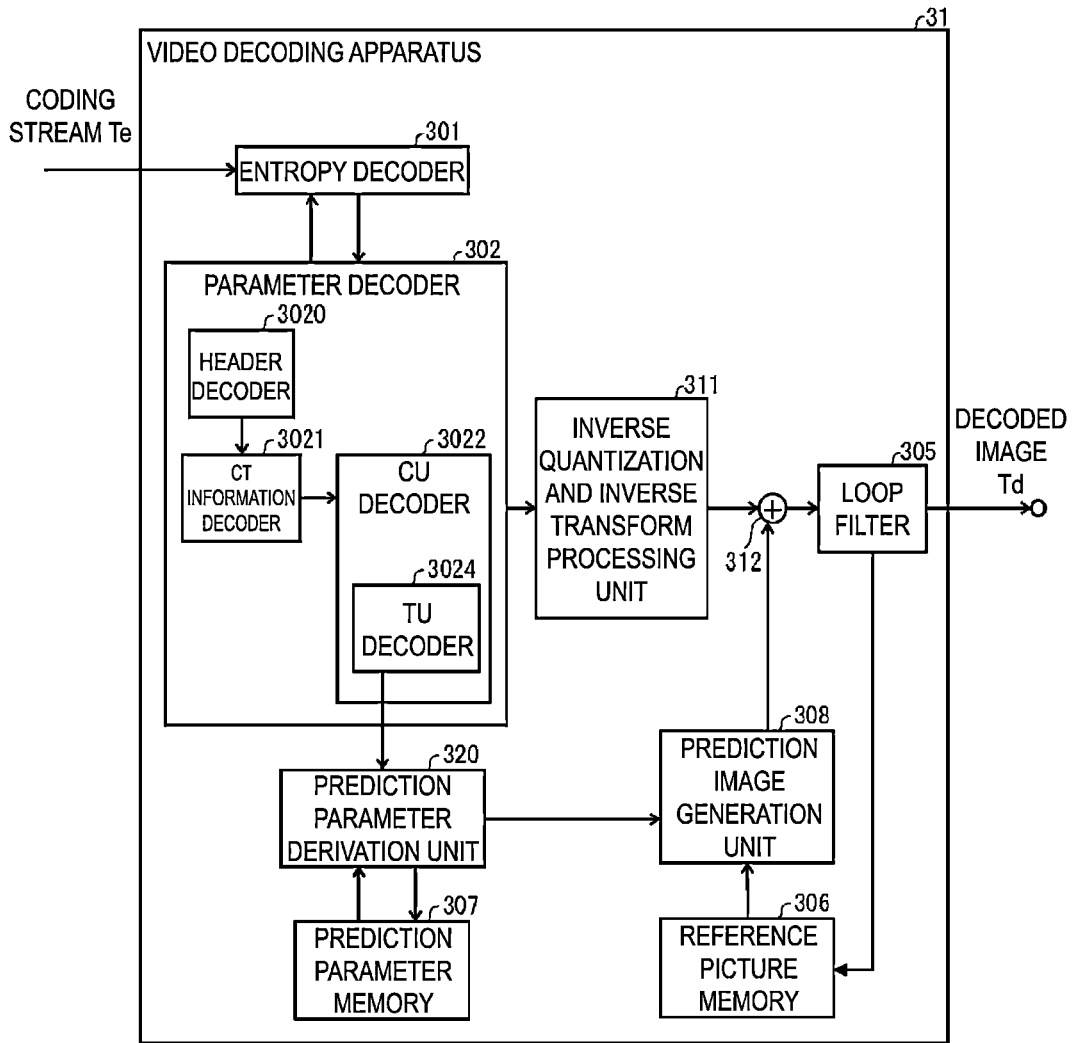 31
VIDEO DECODING APPARATUS
CODING
STREAM Te
301
ENTROPY DECODER
302
PARAMETER DECODER
3020
HEADER
DECODER
3021
CT
INFORMATION
DECODER
3022
CU
DECODER
3024
TU
DECODER
311
INVERSE
QUANTIZATION
AND INVERSE
TRANSFORM
PROCESSING
UNIT
312
305
LOOP
FILTER
DECODED
IMAGE
Td
320
PREDICTION
PARAMETER
DERIVATION UNIT
308
PREDICTION
IMAGE
GENERATION
UNIT
307
PREDICTION
PARAMETER
MEMORY
306
REFERENCE
PICTURE
MEMORY